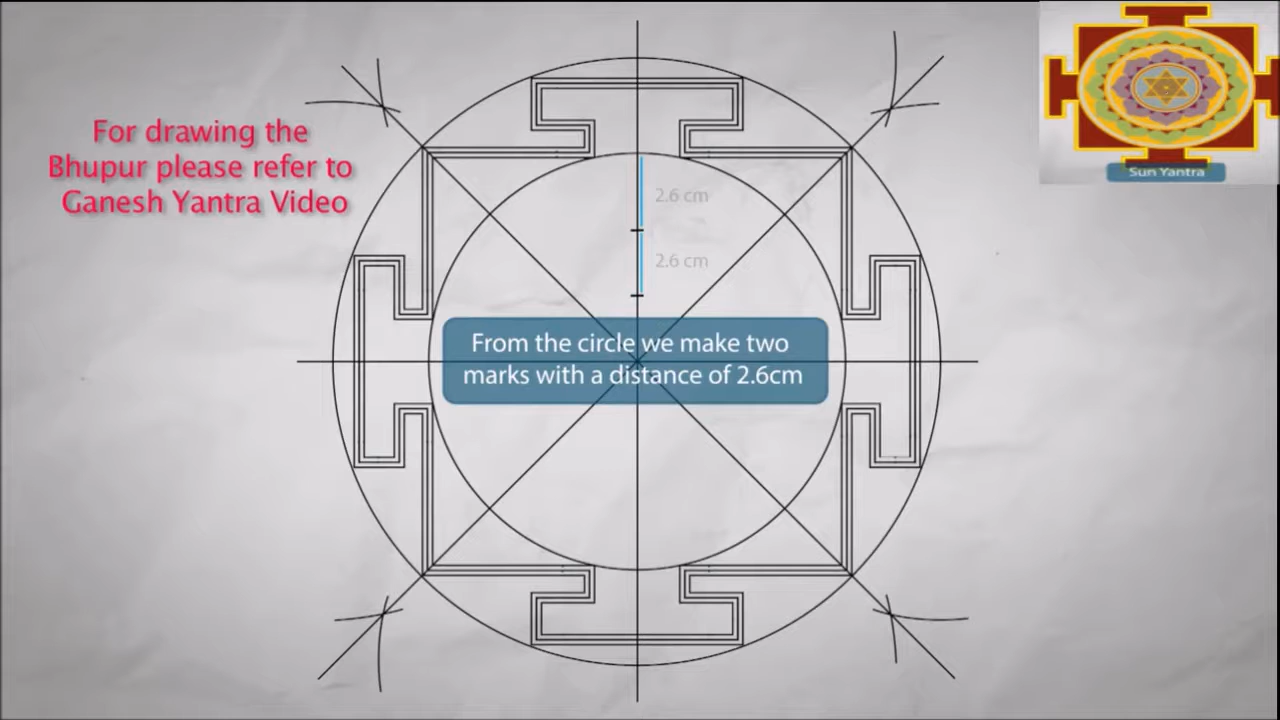 For drawing the
Bhupur please refer to
Ganesh Yantra Video
Sun Yantra
2.6 cm
2.6 cm
From the circle we make two
marks with a distance of 2.6cm